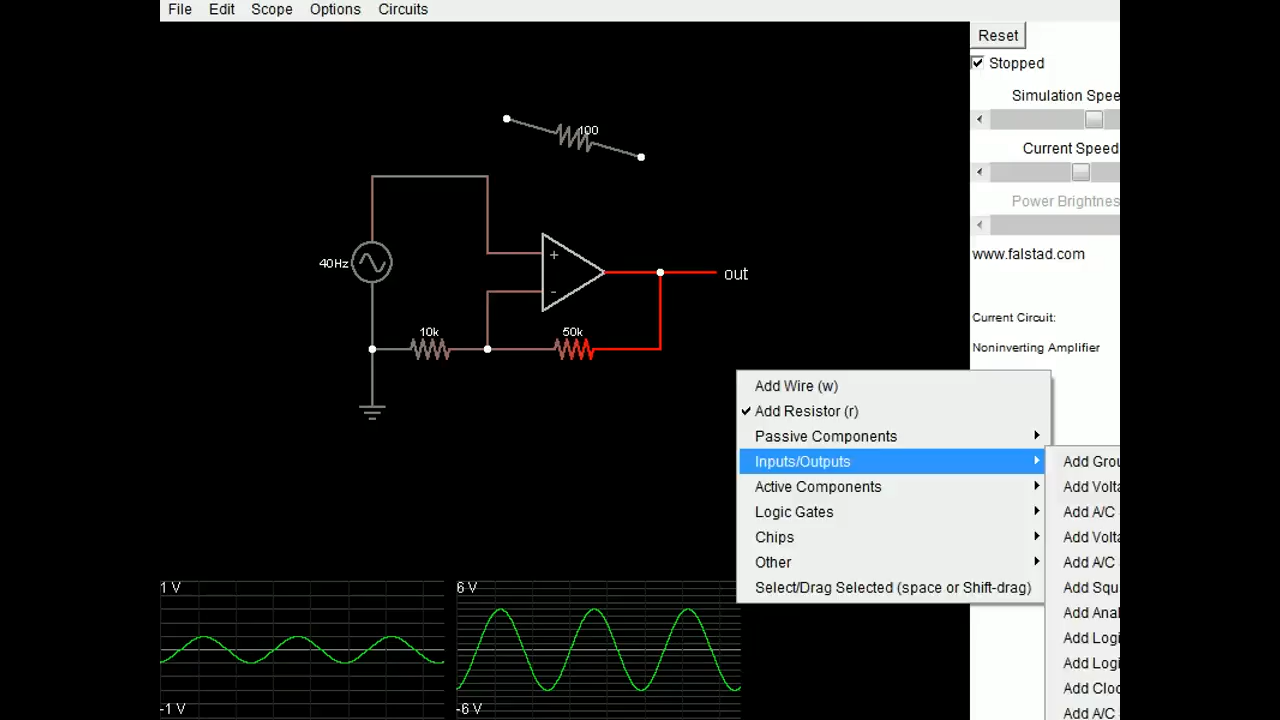 File Edit Scope Options Circuits
Reset
Stopped
Simulation Spee
Current Speed
Power Brightnes
www.falstad.com
Current Circuit:
Noninverting Amplifier
100
40Hz
+
-
out
10k
50k
Add Wire (w)
Add Resistor (r)
Passive Components
Inputs/Outputs
Active Components
Logic Gates
Chips
Other
Select/Drag Selected (space or Shift-drag)
Add Grou
Add Volta
Add A/C
Add Volta
Add A/C
Add Squ
Add Anal
Add Logi
Add Logi
Add Cloc
Add A/C
1 V
-1 V
6 V
-6 V